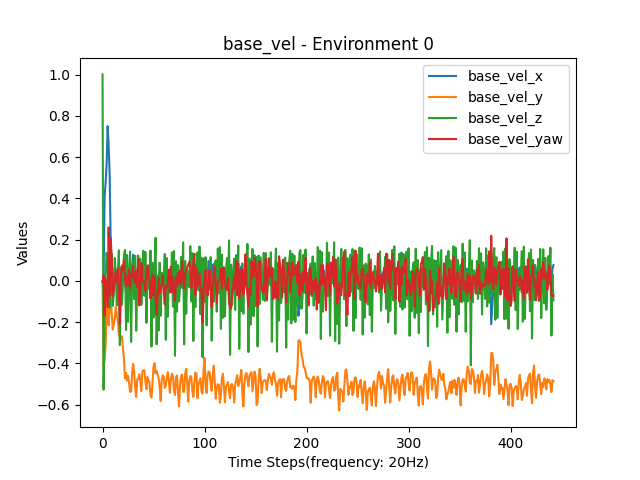 base_vel - Environment 0
base_vel_x
base_vel_y
base_vel_z
base_vel_yaw
Values
1.0
0.8
0.6
0.4
0.2
0.0
−0.2
−0.4
−0.6
0
100
200
300
400
Time Steps(frequency: 20Hz)